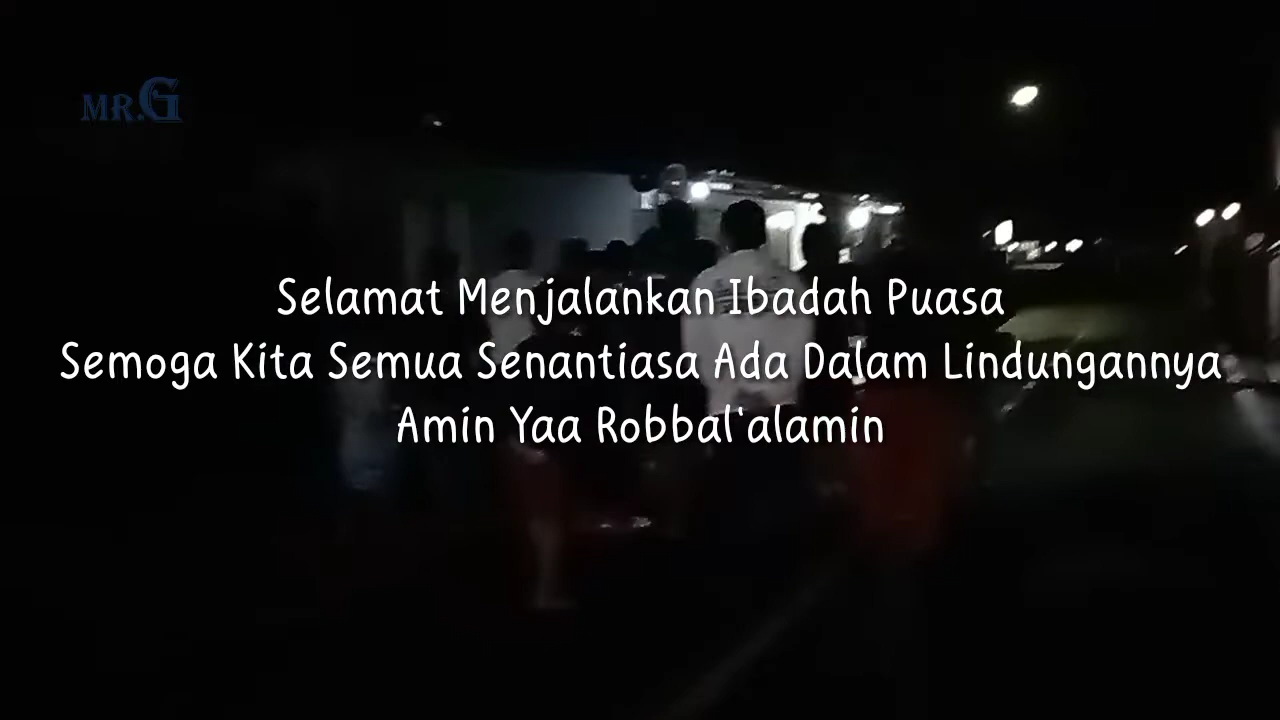 MR.G
Selamat Menjalankan Ibadah Puasa
Semoga Kita Semua Senantiasa Ada Dalam Lindungannya
Amin Yaa Robbal'alamin